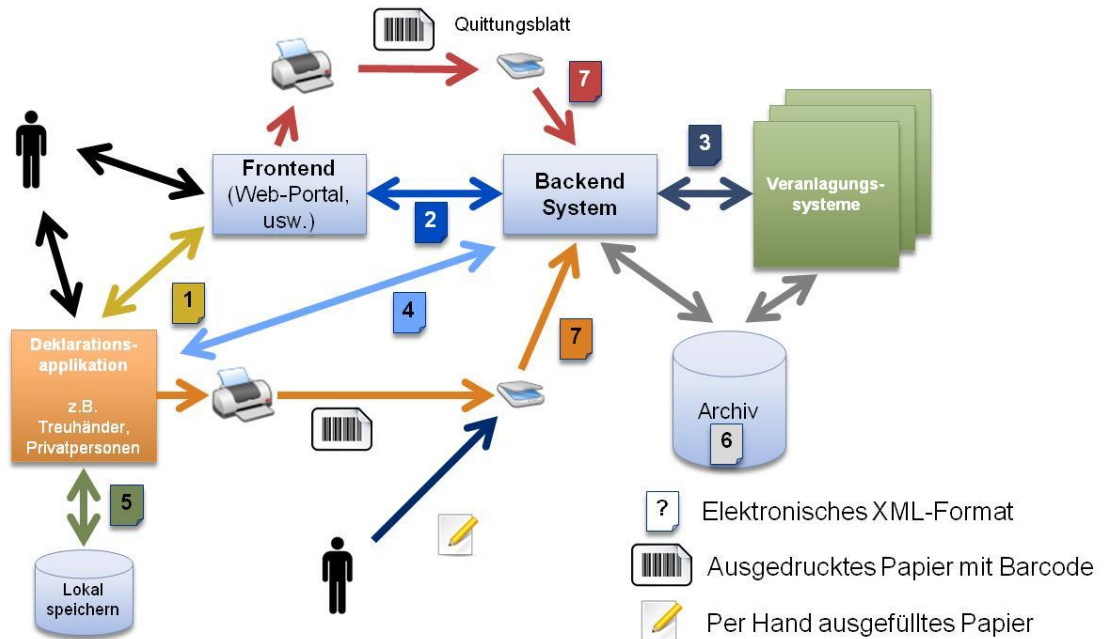 Quittungsblatt
7
3
Frontend
(Web-Portal,
usw.)
Backend
System
Veranlagungs-
systeme
2
1
4
7
Deklarations-
applikation
z.B.
Treuhänder,
Privatpersonen
Archiv
6
5
Lokal
speichern
? Elektronisches XML-Format
Ausgedrucktes Papier mit Barcode
Per Hand ausgefülltes Papier